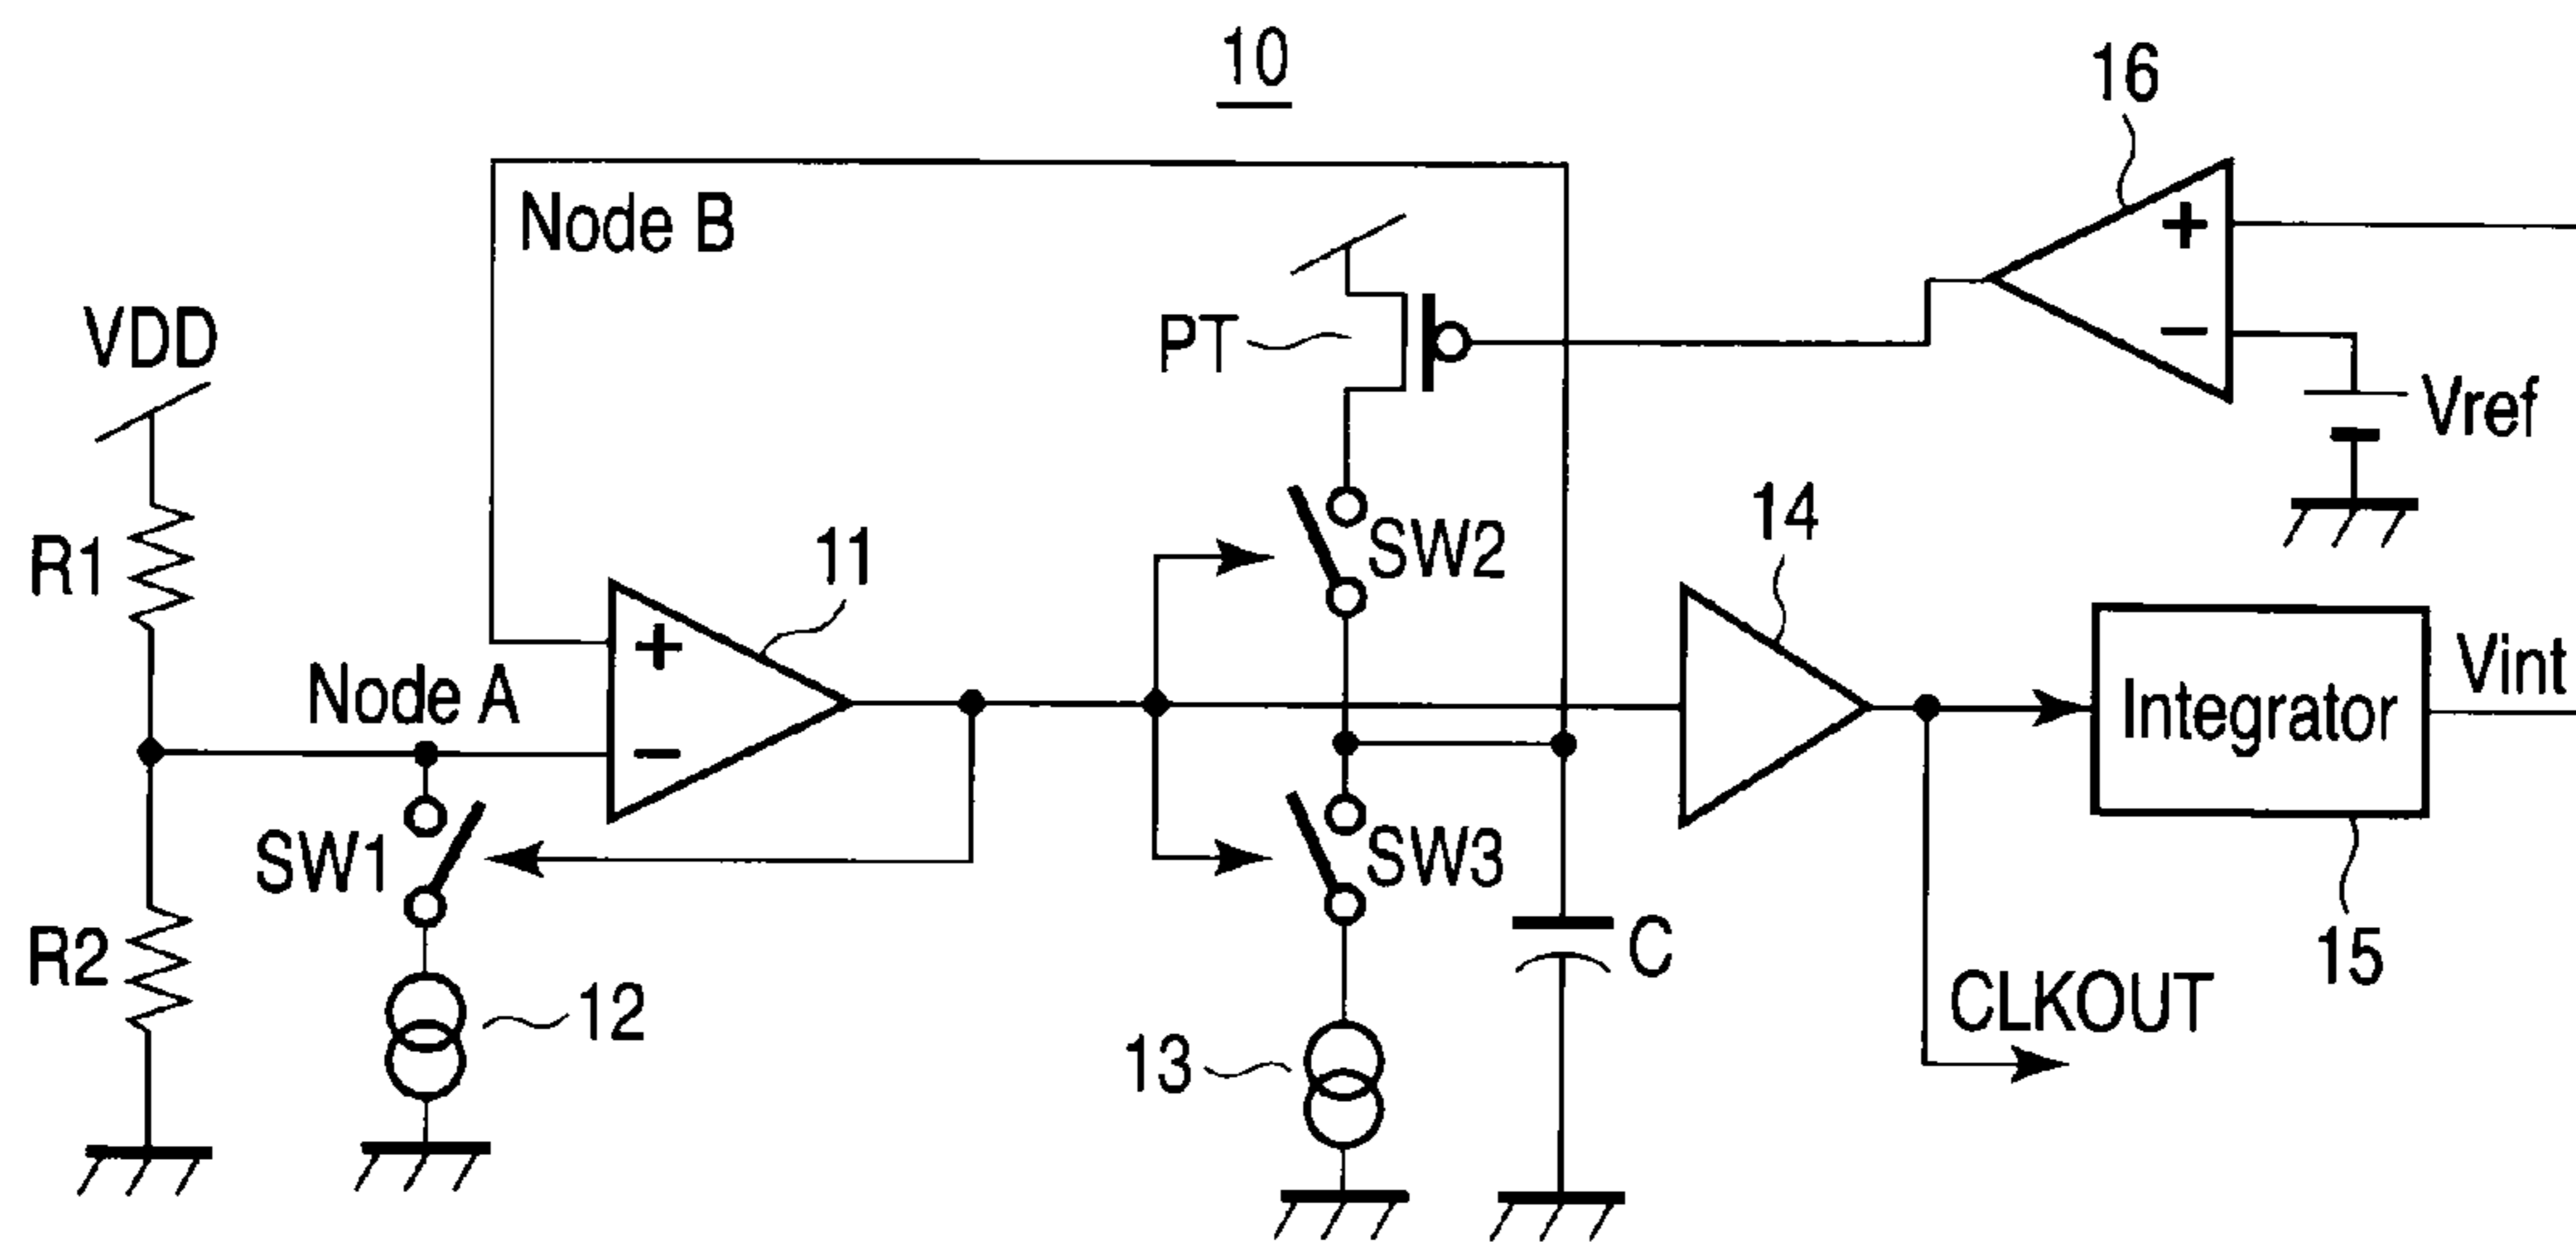 10
16
Node B
VDD
PT
Vref
R1
11
SW2
14
+
−
Node A
+
−
Integrator
Vint
SW1
SW3
R2
12
13
C
15
CLKOUT